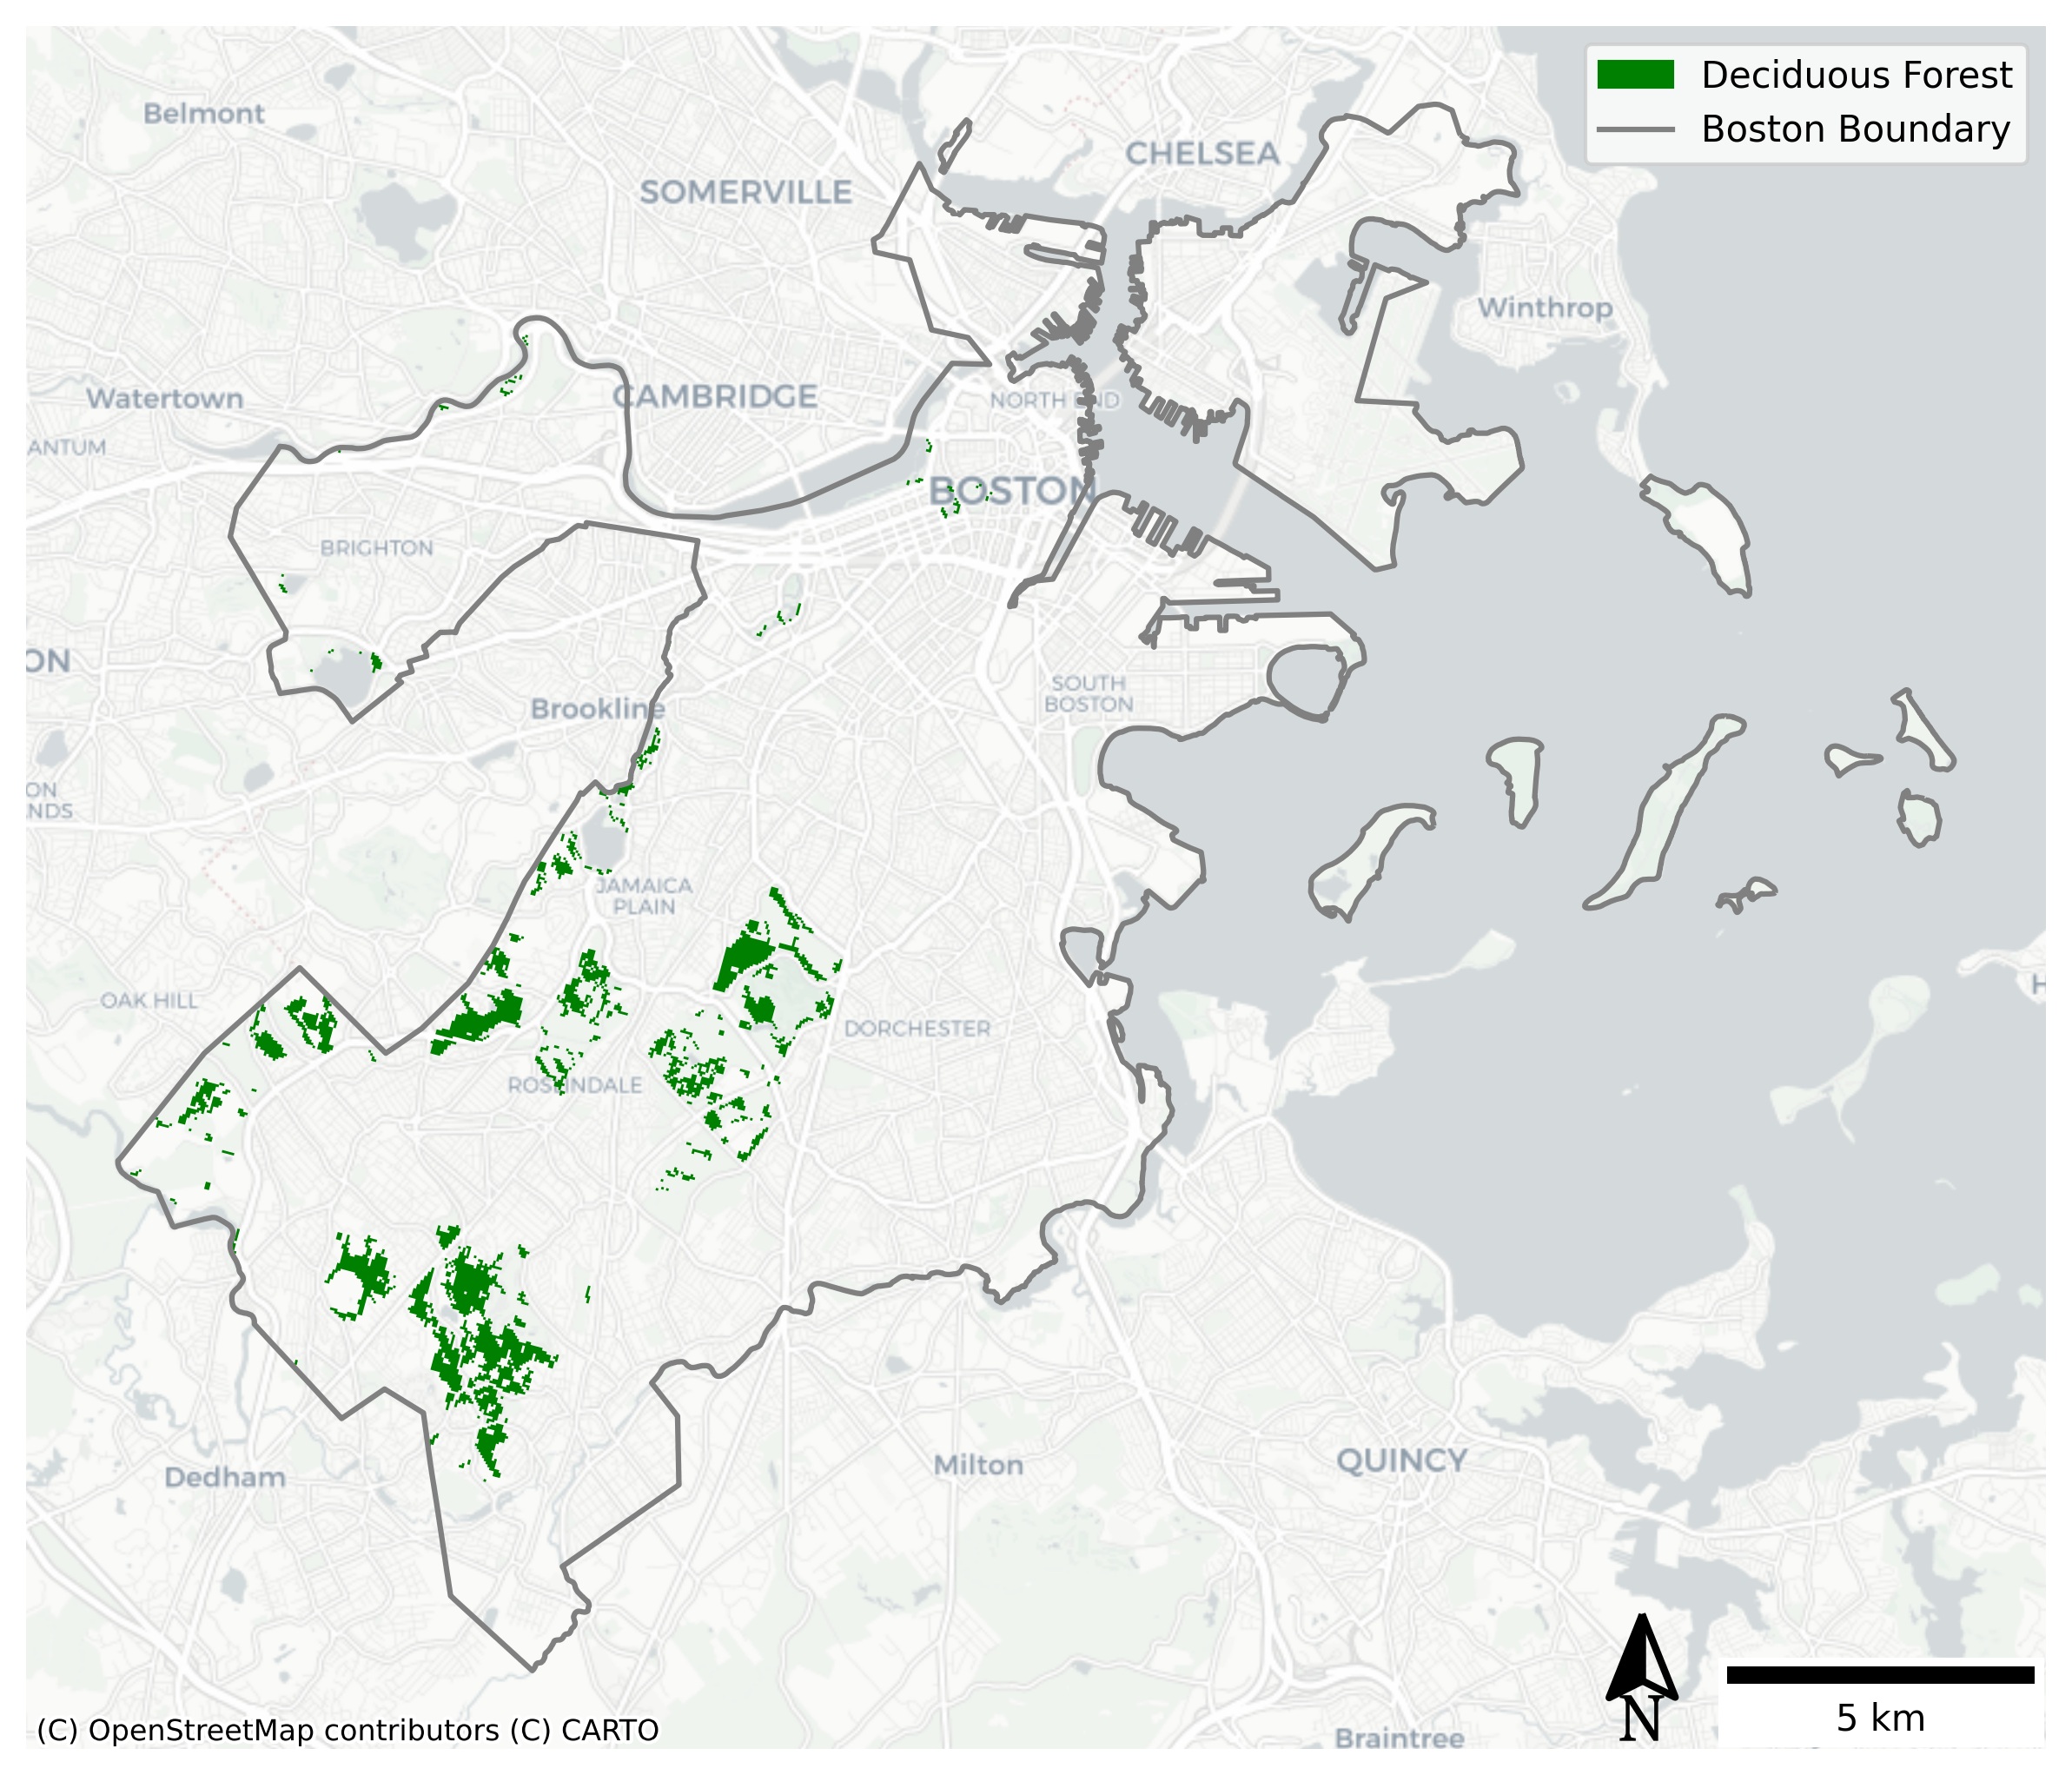 Deciduous Forest
Boston Boundary
Belmont
CHELSEA
SOMERVILLE
Winthrop
Watertown
CAMBRIDGE
NORTH END
ANTUM
BOSTON
BRIGHTON
ON
SOUTH
BOSTON
Brookline
ON
NDS
JAMAICA
PLAIN
OAK HILL
H
DORCHESTER
ROSLINDALE
Dedham
Milton
QUINCY
N
5 km
(C) OpenStreetMap contributors (C) CARTO
Braintree